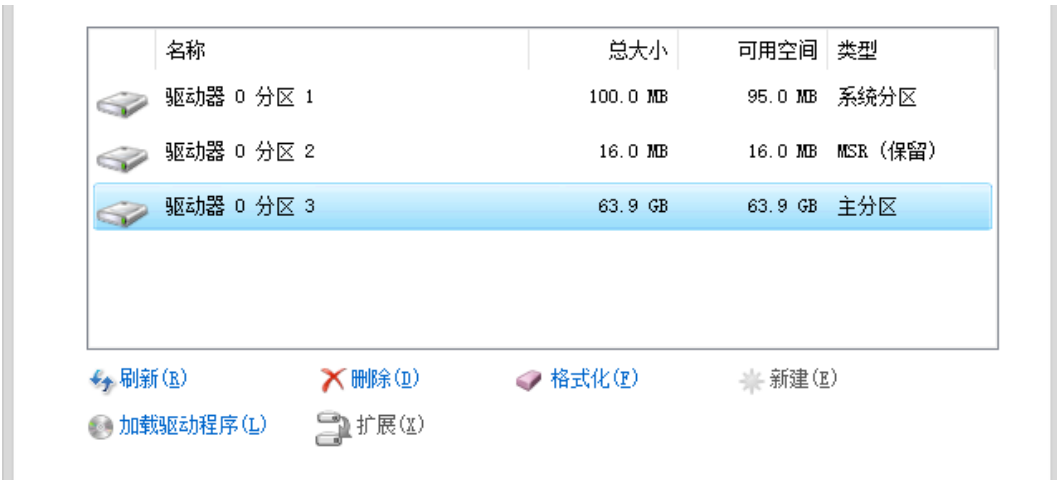 名称 总大小 可用空间 类型
驱动器 0 分区 1 100.0 MB 95.0 MB 系统分区
驱动器 0 分区 2 16.0 MB 16.0 MB MSR (保留)
驱动器 0 分区 3 63.9 GB 63.9 GB 主分区
刷新(R) 删除(D) 格式化(F) 新建(E)
加载驱动程序(L) 扩展(X)